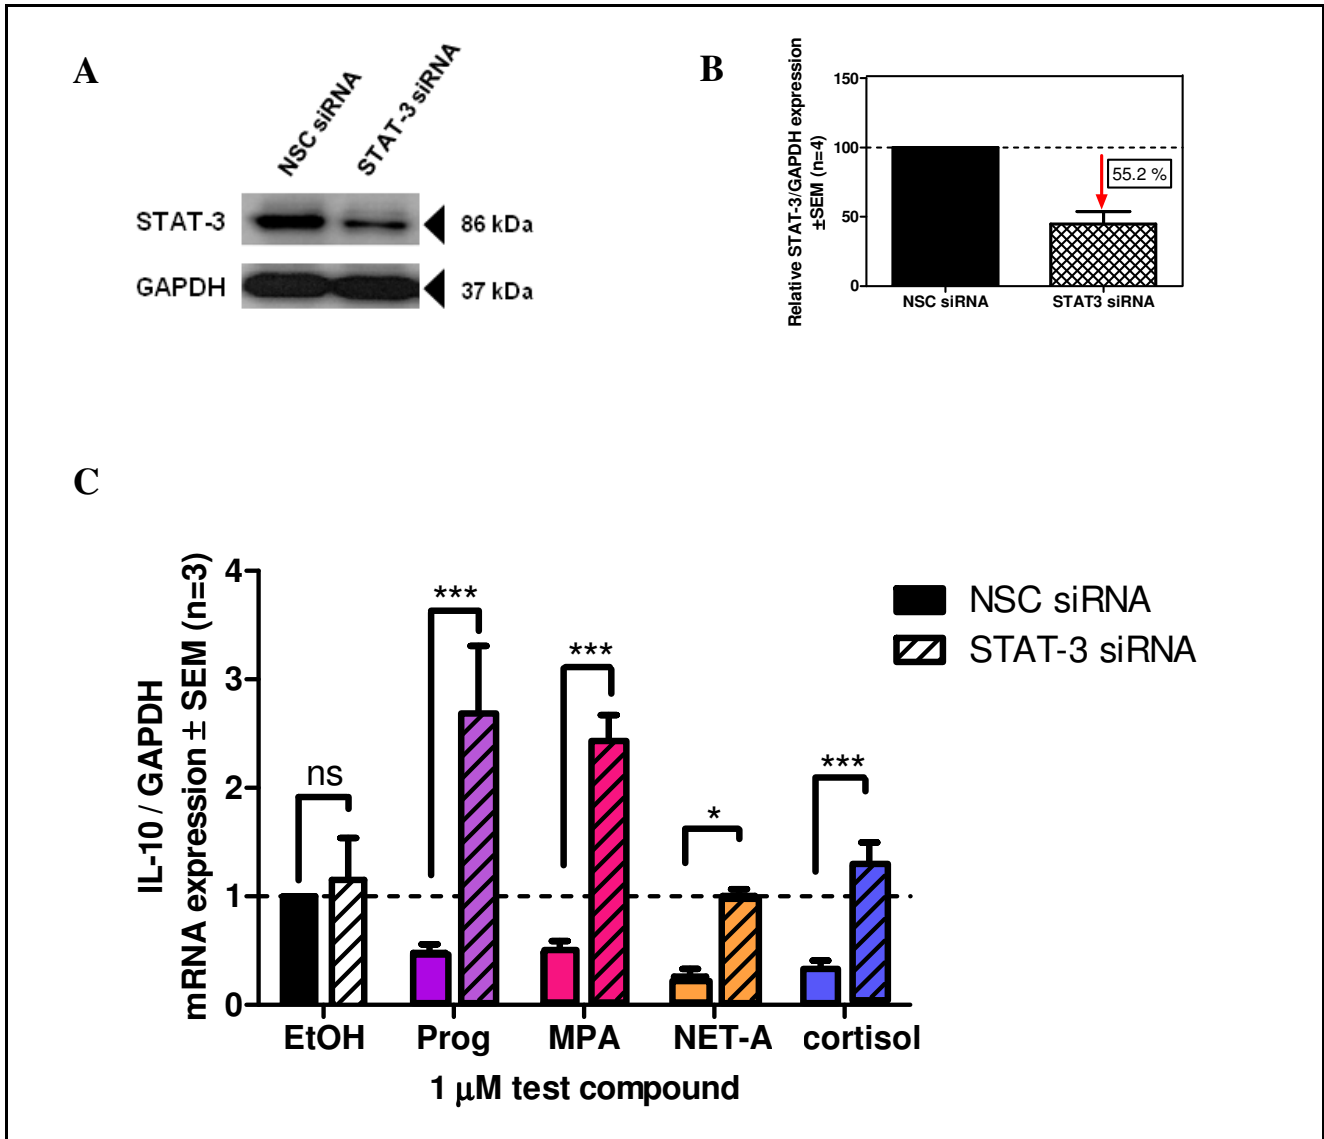 A
NSC siRNA
STAT-3 siRNA
STAT-3
86 kDa
GAPDH
37 kDa
B
Relative STAT-3/GAPDH expression
±SEM (n=4)
150
100
50
0
55.2 %
NSC siRNA
STAT3 siRNA
C
IL-10 / GAPDH
mRNA expression ± SEM (n=3)
4
3
2
1
0
ns
***
***
*
***
NSC siRNA
STAT-3 siRNA
EtOH
Prog
MPA
NET-A
cortisol
1 μM test compound